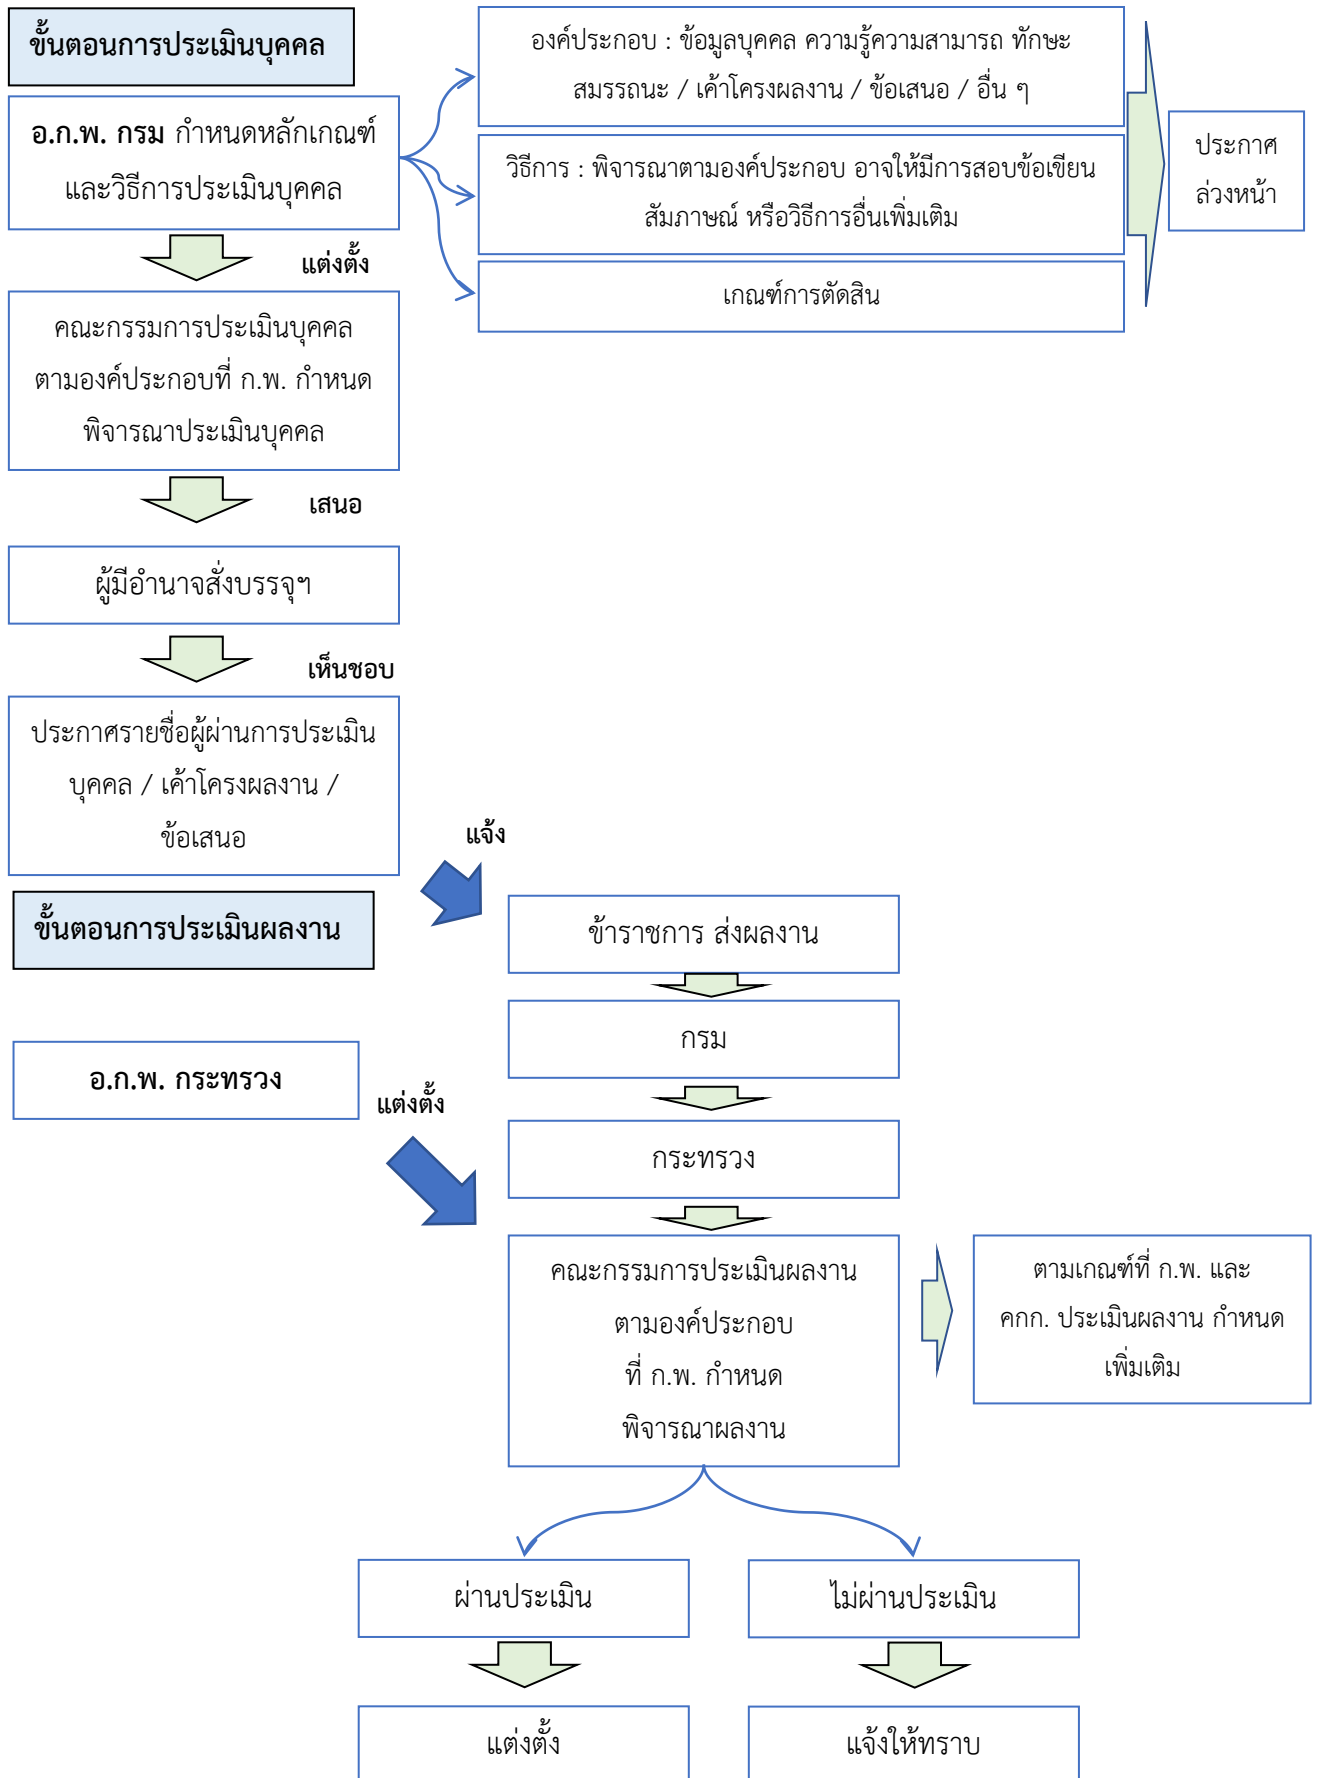 ขั้นตอนการประเมินบุคคล
อ.ก.พ. กรม กำหนดหลักเกณฑ์
และวิธีการประเมินบุคคล
องค์ประกอบ : ข้อมูลบุคคล ความรู้ความสามารถ ทักษะ
สมรรถนะ / เค้าโครงผลงาน / ข้อเสนอ / อื่น ๆ
วิธีการ : พิจารณาตามองค์ประกอบ อาจให้มีการสอบข้อเขียน
สัมภาษณ์ หรือวิธีการอื่นเพิ่มเติม
เกณฑ์การตัดสิน
ประกาศ
ล่วงหน้า
แต่งตั้ง
คณะกรรมการประเมินบุคคล
ตามองค์ประกอบที่ ก.พ. กำหนด
พิจารณาประเมินบุคคล
เสนอ
ผู้มีอำนาจสั่งบรรจุฯ
เห็นชอบ
ประกาศรายชื่อผู้ผ่านการประเมิน
บุคคล / เค้าโครงผลงาน /
ข้อเสนอ
แจ้ง
ขั้นตอนการประเมินผลงาน
ข้าราชการ ส่งผลงาน
กรม
อ.ก.พ. กระทรวง
แต่งตั้ง
กระทรวง
คณะกรรมการประเมินผลงาน
ตามองค์ประกอบ
ที่ ก.พ. กำหนด
พิจารณาผลงาน
ตามเกณฑ์ที่ ก.พ. และ
คกก. ประเมินผลงาน กำหนด
เพิ่มเติม
ผ่านประเมิน
ไม่ผ่านประเมิน
แต่งตั้ง
แจ้งให้ทราบ